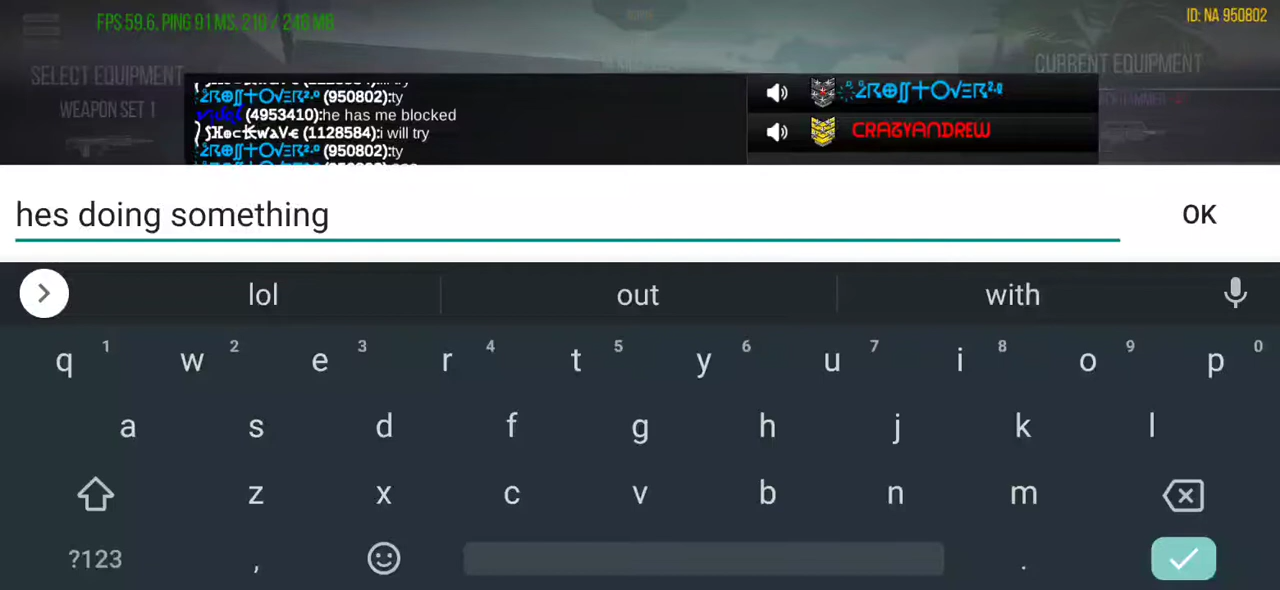 FPS 59.6, PING 91 MS, 216 / 246 MB
ID: NA 950802
SELECT EQUIPMENT
CURRENT EQUIPMENT
WEAPON SET 1
(950802):ty
(4953410):he has me blocked
(1128584):i will try
(950802):ty
CRAZYANDREW
hes doing something
OK
lol out with
q 1 w 2 e 3 r 4 t 5 y 6 u 7 i 8 o 9 p 0
a s d f g h j k l
z x c v b n m
?123 , .